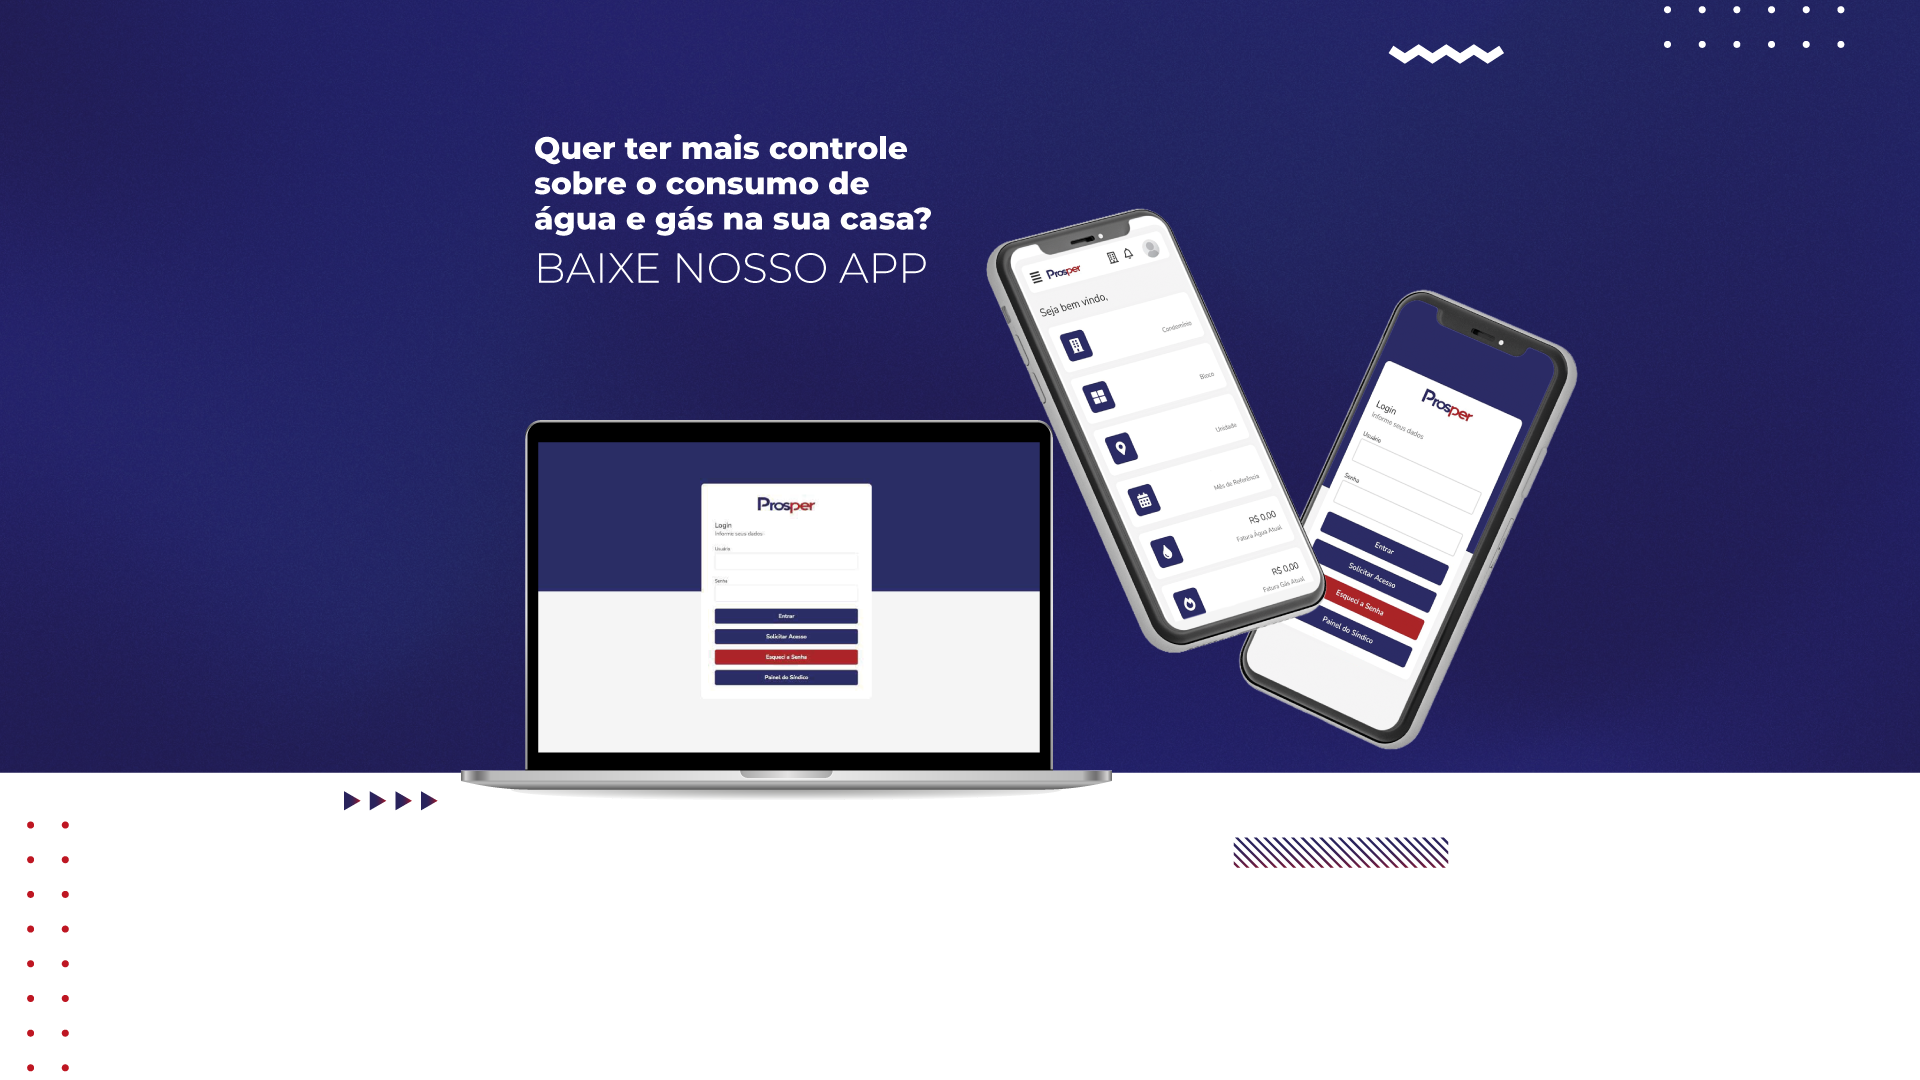 Quer ter mais controle
sobre o consumo de
água e gás na sua casa?
BAIXE NOSSO APP
Prosper
Seja bem vindo,
Condomínio
Bloco
Unidade
Mês de Referência
R$ 0,00
Fatura Água Atual
R$ 0,00
Fatura Gás Atual
Prosper
Login
Informe seus dados
Usuário
Senha
Entrar
Solicitar Acesso
Esqueci a Senha
Painel do Síndico
Prosper
Login
Informe seus dados
Usuário
Senha
Entrar
Solicitar Acesso
Esqueci a Senha
Painel do Síndico